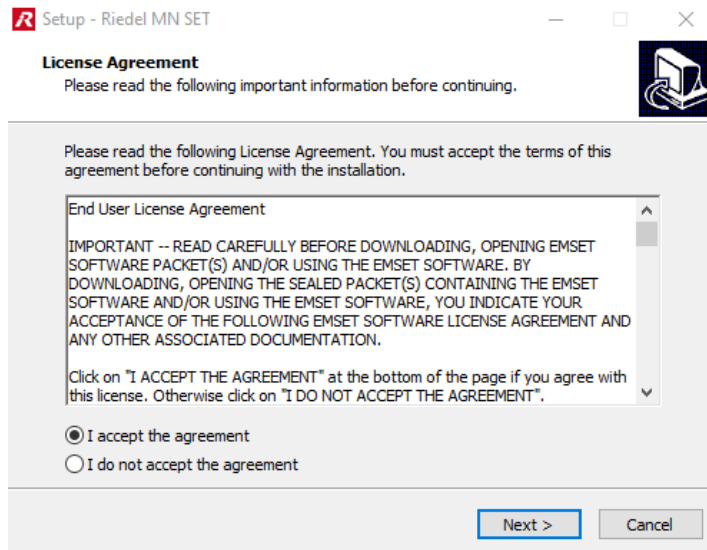 Setup - Riedel MN SET
License Agreement
Please read the following important information before continuing.
Please read the following License Agreement. You must accept the terms of this
agreement before continuing with the installation.
End User License Agreement
IMPORTANT -- READ CAREFULLY BEFORE DOWNLOADING, OPENING EMSET
SOFTWARE PACKET(S) AND/OR USING THE EMSET SOFTWARE. BY
DOWNLOADING, OPENING THE SEALED PACKET(S) CONTAINING THE EMSET
SOFTWARE AND/OR USING THE EMSET SOFTWARE, YOU INDICATE YOUR
ACCEPTANCE OF THE FOLLOWING EMSET SOFTWARE LICENSE AGREEMENT AND
ANY OTHER ASSOCIATED DOCUMENTATION.
Click on "I ACCEPT THE AGREEMENT" at the bottom of the page if you agree with
this license. Otherwise click on "I DO NOT ACCEPT THE AGREEMENT".
I accept the agreement
I do not accept the agreement
Next >
Cancel